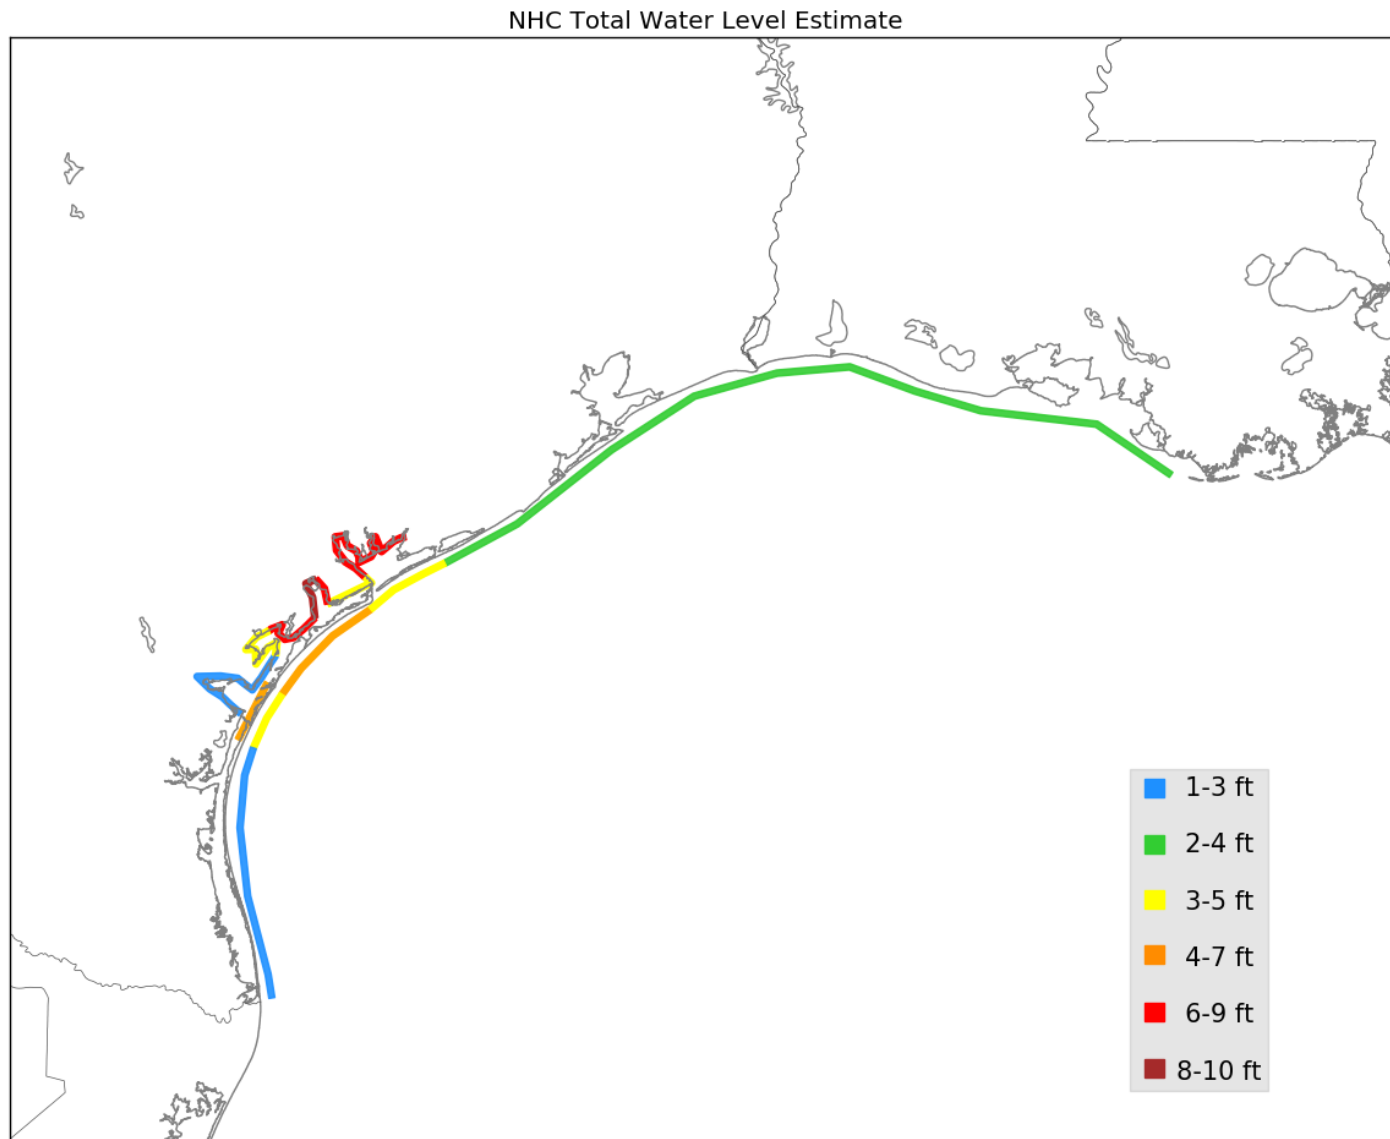 NHC Total Water Level Estimate
1-3 ft
2-4 ft
3-5 ft
4-7 ft
6-9 ft
8-10 ft